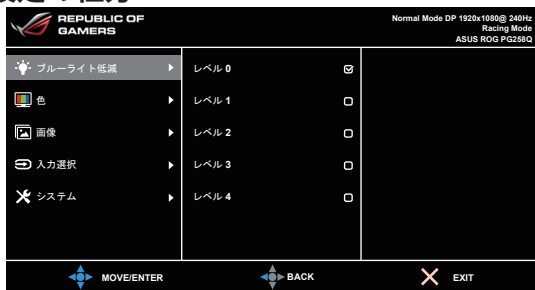 REPUBLIC OF
GAMERS
Normal Mode DP 1920x1080@ 240Hz
Racing Mode
ASUS ROG PG258Q
ブルーライト低減
レベル 0
色
レベル 1
画像
レベル 2
入力選択
レベル 3
システム
レベル 4
MOVE/ENTER
BACK
EXIT